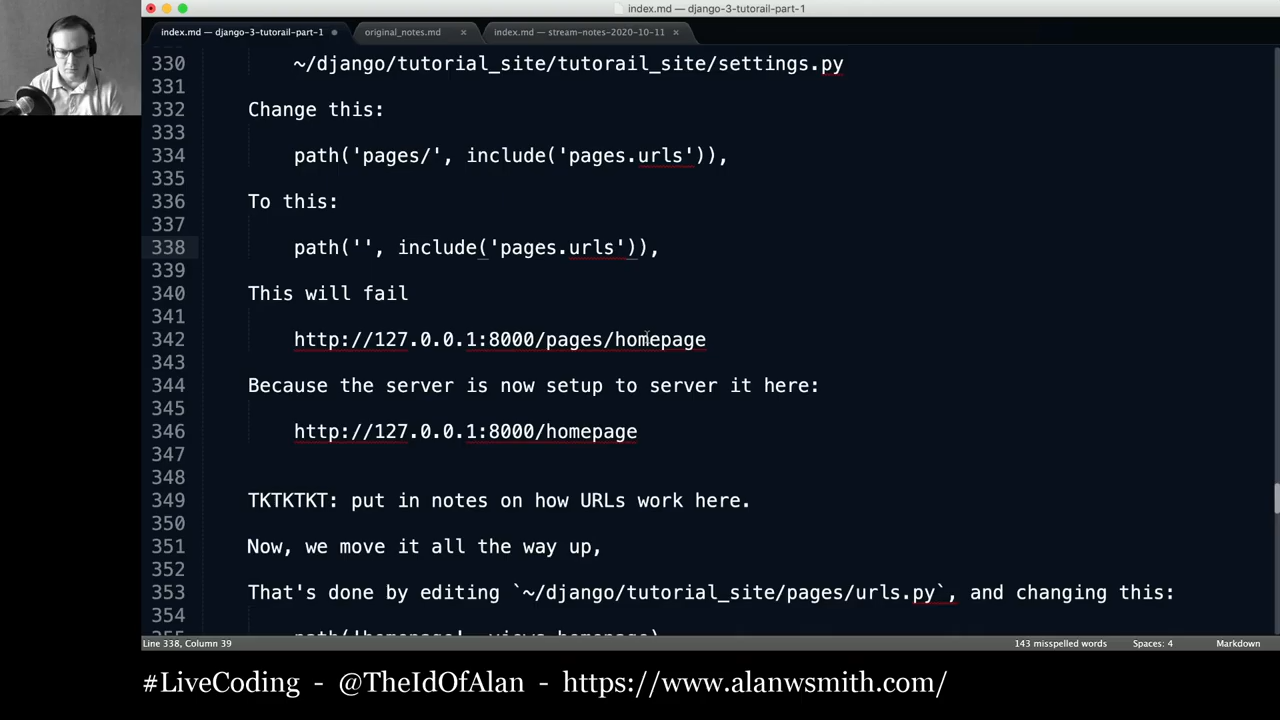 index.md — django-3-tutorail-part-1
index.md — django-3-tutorail-part-1
original_notes.md
index.md — stream-notes-2020-10-11
330 ~/django/tutorial_site/tutorail_site/settings.py
331
332 Change this:
333
334 path('pages/', include('pages.urls')),
335
336 To this:
337
338 path('', include('pages.urls')),
339
340 This will fail
341
342 http://127.0.0.1:8000/pages/homepage
343
344 Because the server is now setup to server it here:
345
346 http://127.0.0.1:8000/homepage
347
348
349 TKTKTKT: put in notes on how URLs work here.
350
351 Now, we move it all the way up,
352
353 That's done by editing `~/django/tutorial_site/pages/urls.py`, and changing this:
354
355 path('homepage', views.homepage)
Line 338, Column 39
143 misspelled words
Spaces: 4
Markdown
#LiveCoding - @TheIdOfAlan - https://www.alanwsmith.com/